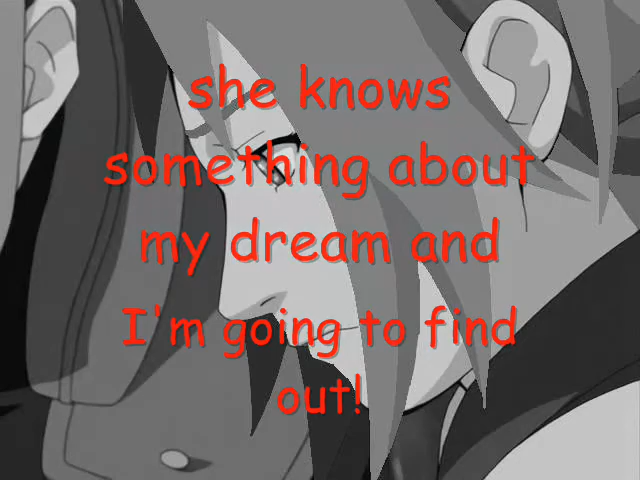 she knows
something about
my dream and
I'm going to find
out!